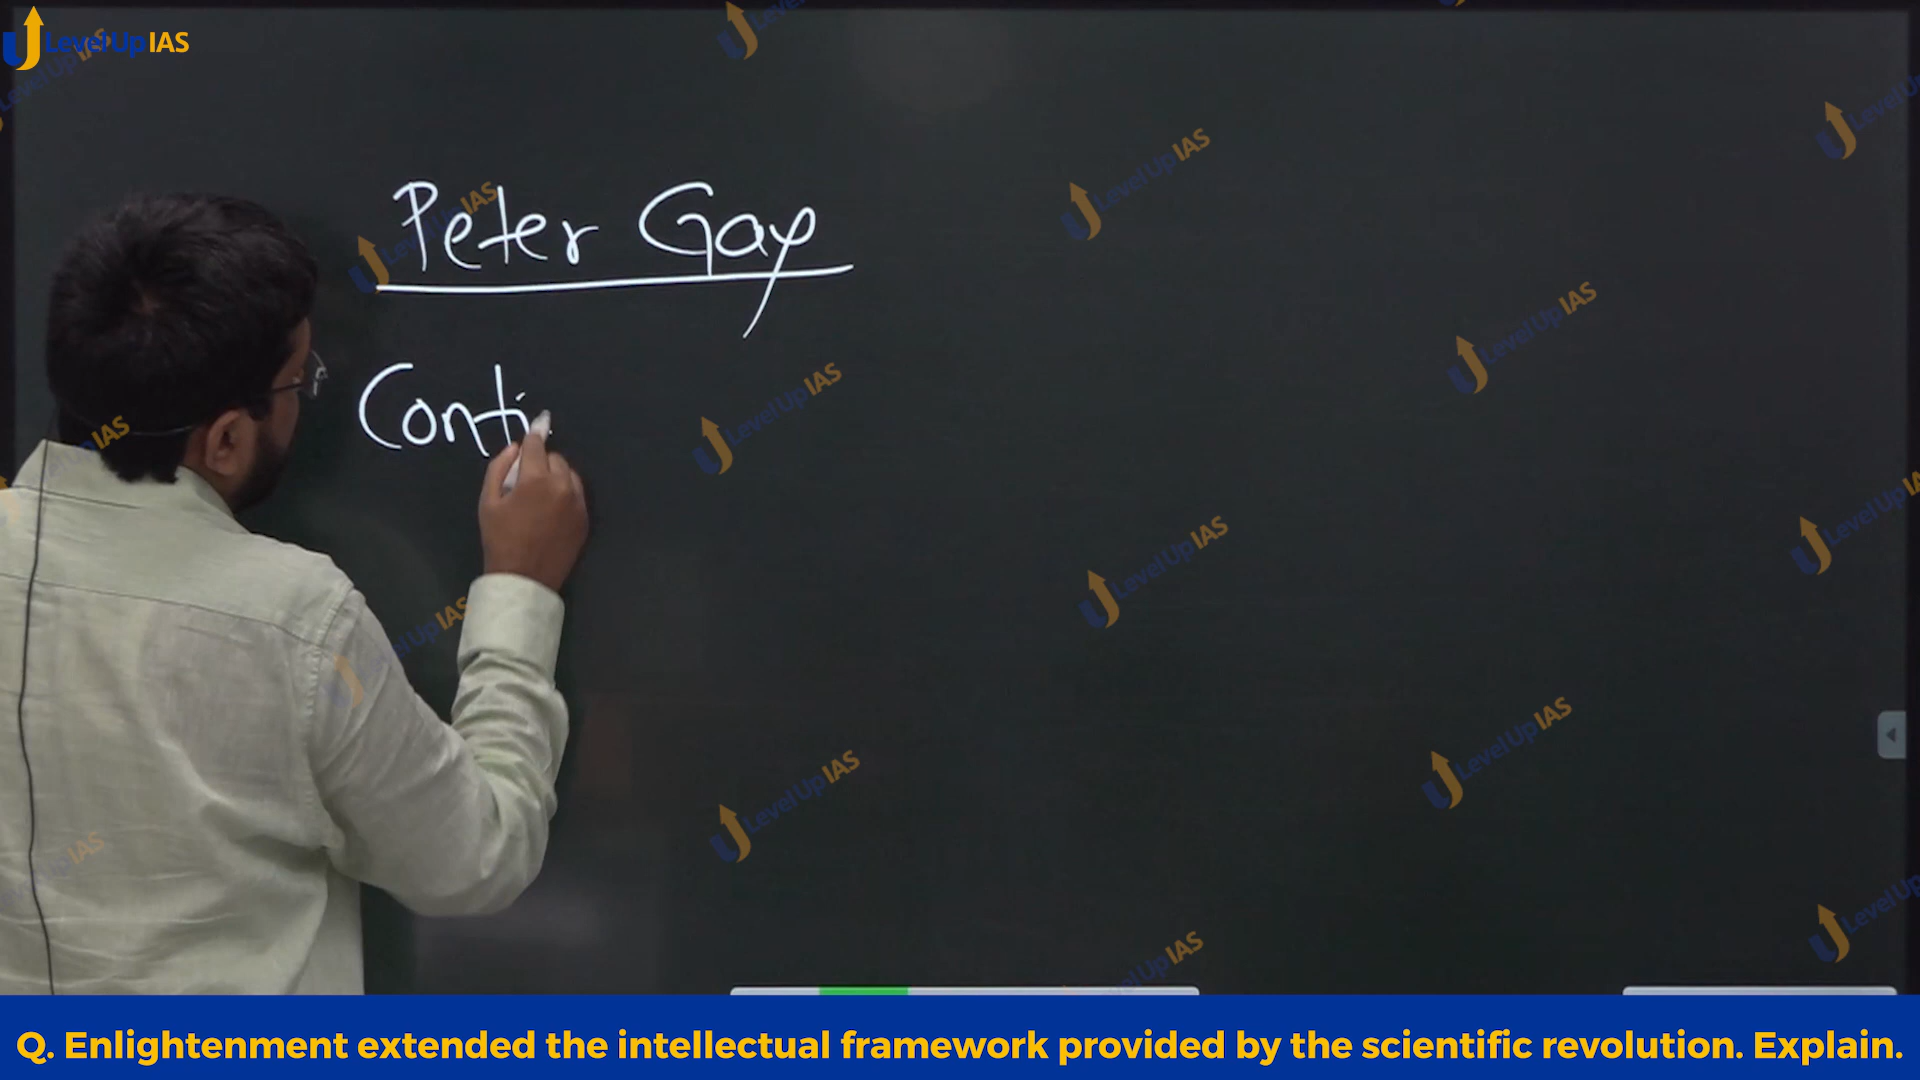 LevelUp IAS
Peter Gay
Conti
Q. Enlightenment extended the intellectual framework provided by the scientific revolution. Explain.